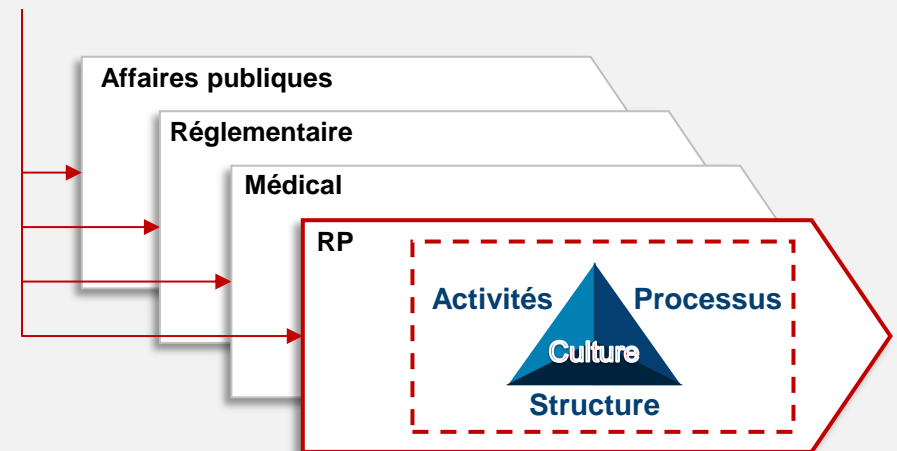 Affaires publiques
Réglementaire
Médical
RP
Activités
Processus
Culture
Structure